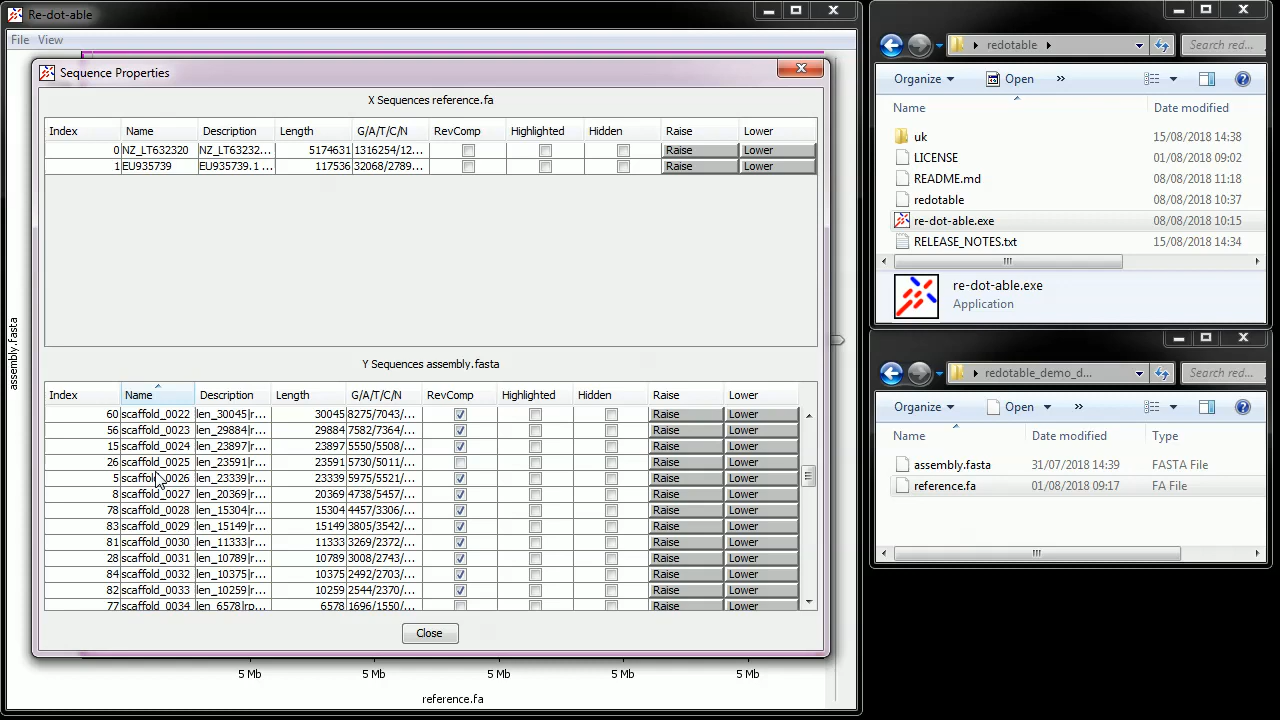 Re-dot-able
File View
Sequence Properties
X Sequences reference.fa
Index Name Description Length G/A/T/C/N RevComp Highlighted Hidden Raise Lower
0 NZ_LT632320 NZ_LT63232... 5174631 1316254/12... Raise Lower
1 EU935739 EU935739.1 ... 117536 32068/2789... Raise Lower
Y Sequences assembly.fasta
Index Name Description Length G/A/T/C/N RevComp Highlighted Hidden Raise Lower
60 scaffold_0022 len_30045|r... 30045 8275/7043/... Raise Lower
56 scaffold_0023 len_29884|r... 29884 7582/7364/... Raise Lower
15 scaffold_0024 len_23897|r... 23897 5550/5508/... Raise Lower
26 scaffold_0025 len_23591|r... 23591 5730/5011/... Raise Lower
5 scaffold_0026 len_23339|r... 23339 5975/5521/... Raise Lower
8 scaffold_0027 len_20369|r... 20369 4738/5457/... Raise Lower
78 scaffold_0028 len_15304|r... 15304 4457/3306/... Raise Lower
83 scaffold_0029 len_15149|r... 15149 3805/3542/... Raise Lower
81 scaffold_0030 len_11333|r... 11333 3269/2372/... Raise Lower
28 scaffold_0031 len_10789|r... 10789 3008/2743/... Raise Lower
84 scaffold_0032 len_10375|r... 10375 2492/2703/... Raise Lower
82 scaffold_0033 len_10259|r... 10259 2544/2370/... Raise Lower
77 scaffold_0034 len_6578|rp... 6578 1696/1550/... Raise Lower
Close
assembly.fasta
5 Mb 5 Mb 5 Mb 5 Mb 5 Mb
reference.fa
redotable Search red...
Organize Open »
Name Date modified
uk 15/08/2018 14:38
LICENSE 01/08/2018 09:02
README.md 08/08/2018 11:18
redotable 08/08/2018 10:37
re-dot-able.exe 08/08/2018 10:15
RELEASE_NOTES.txt 15/08/2018 14:34
re-dot-able.exe
Application
redotable_demo_d... Search red...
Organize Open »
Name Date modified Type
assembly.fasta 31/07/2018 14:39 FASTA File
reference.fa 01/08/2018 09:17 FA File